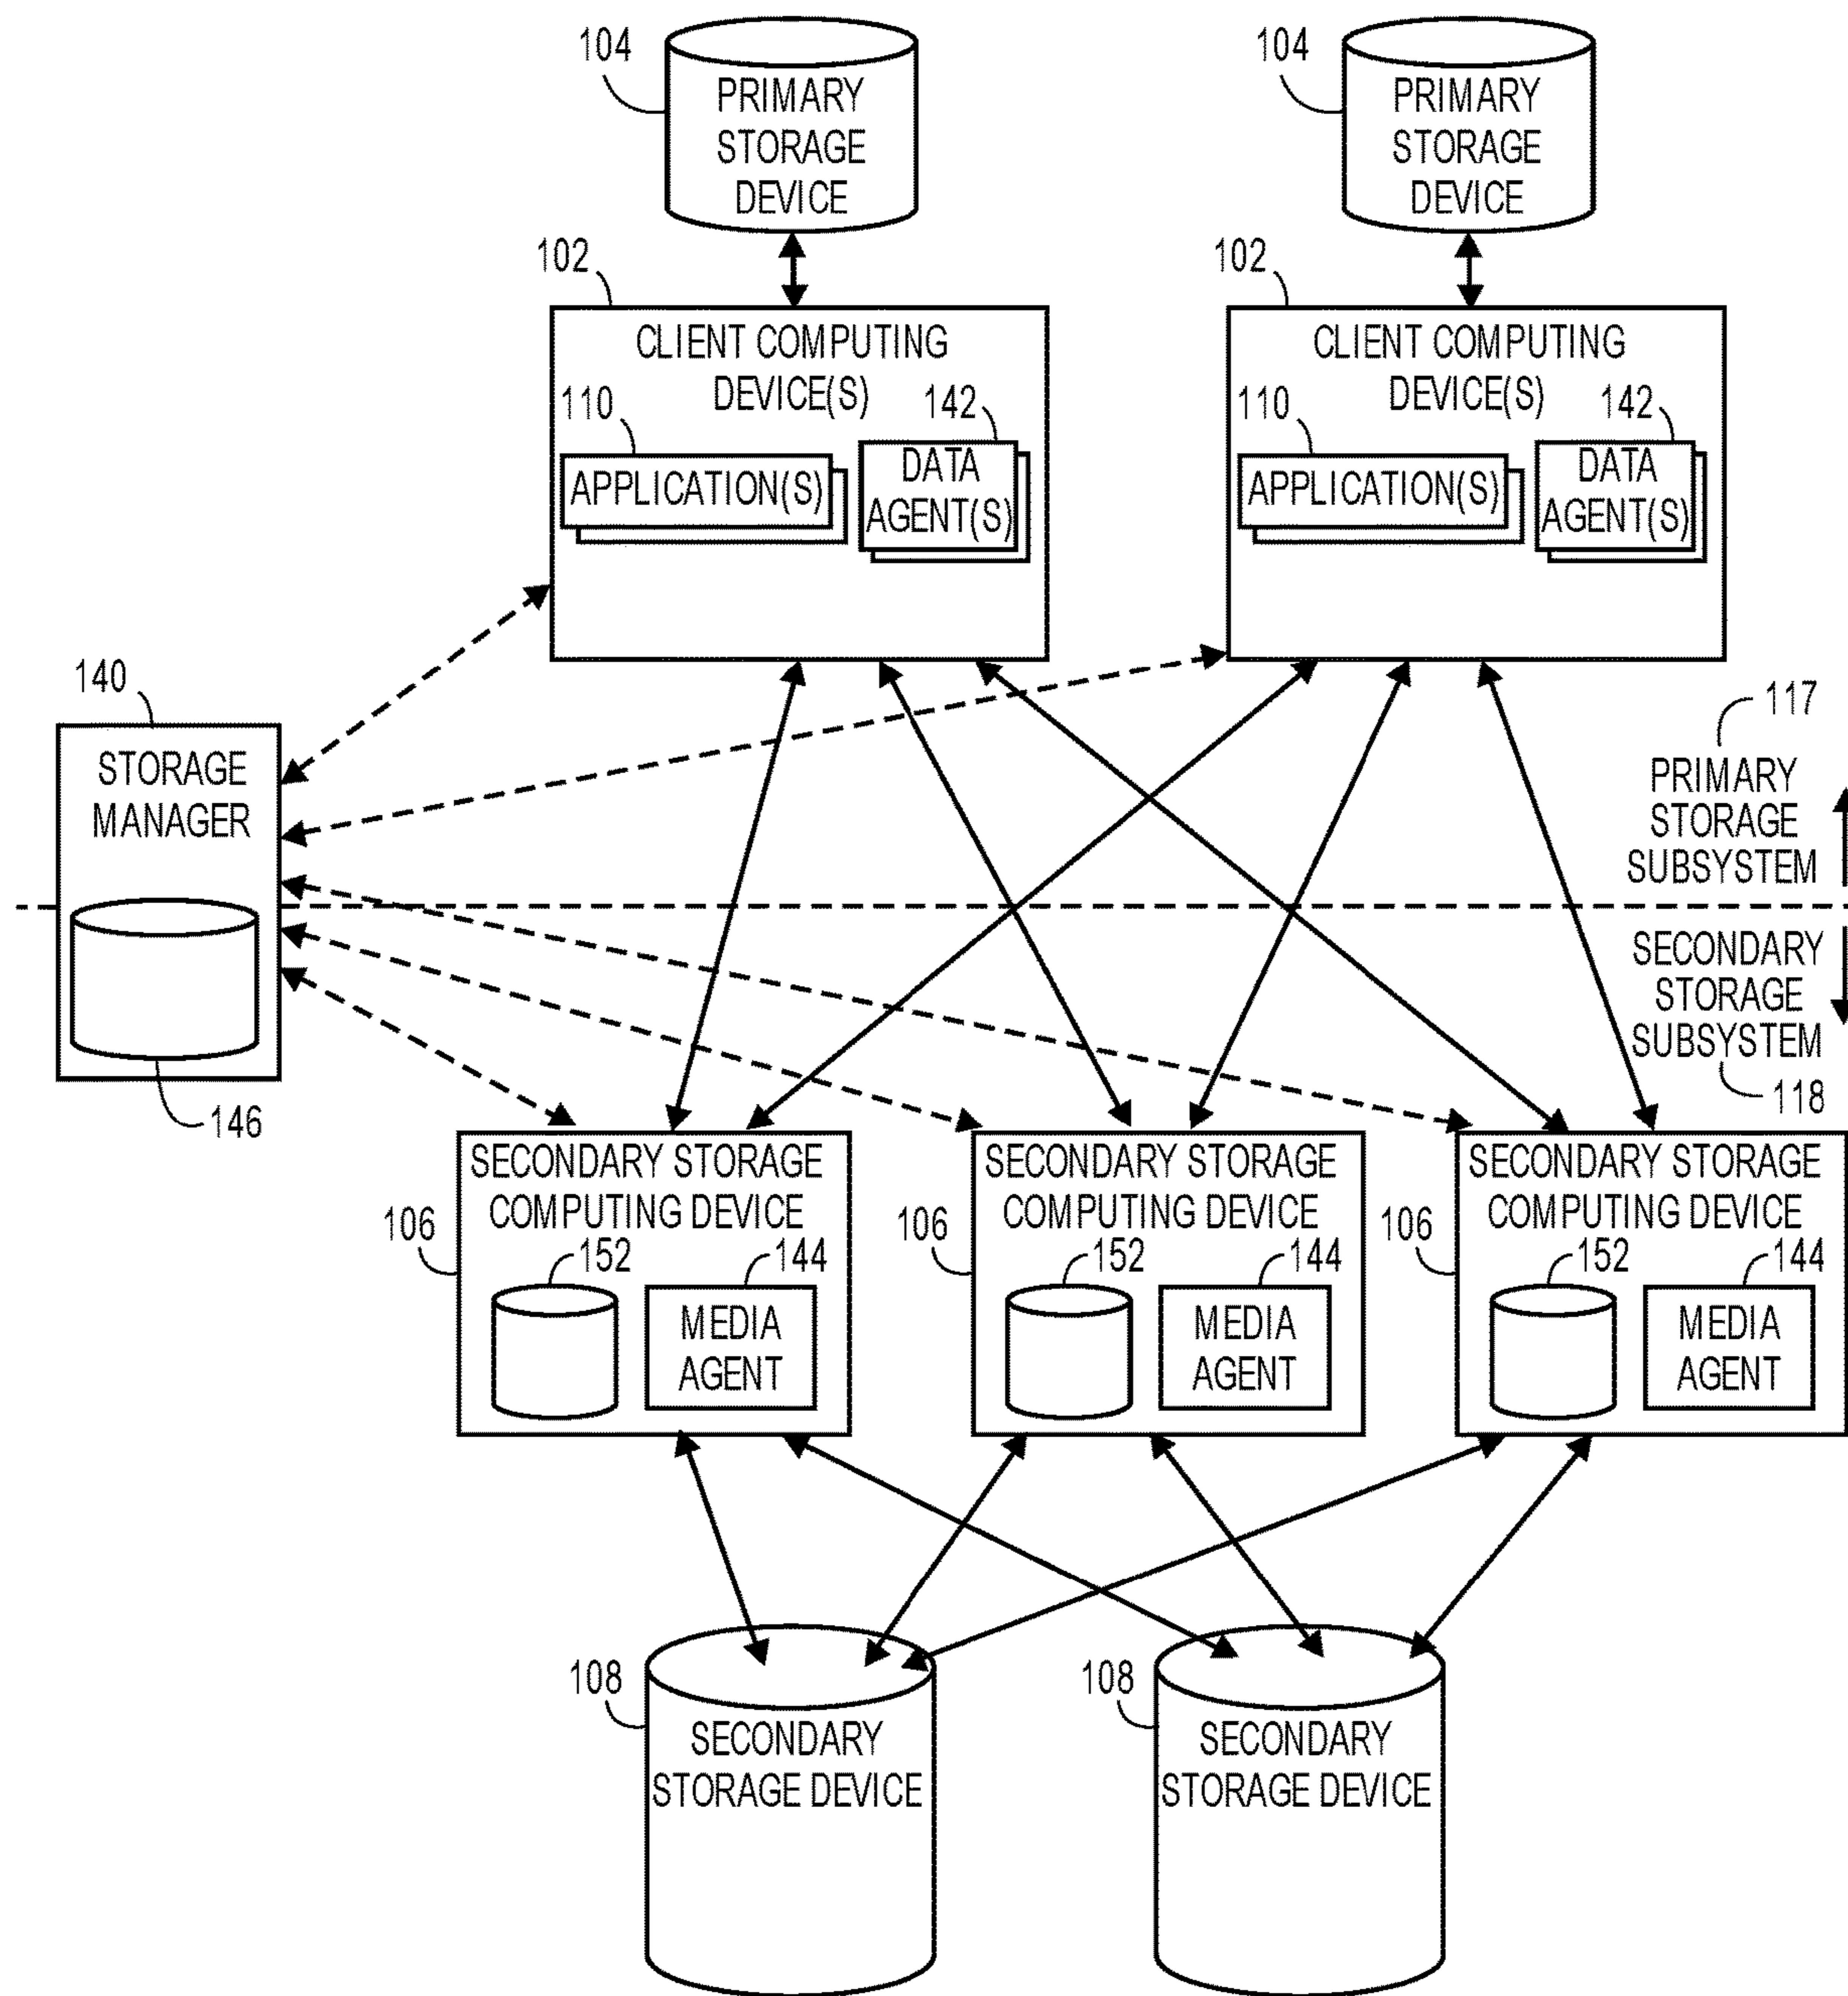 104
PRIMARY
STORAGE
DEVICE
104
PRIMARY
STORAGE
DEVICE
102
CLIENT COMPUTING
DEVICE(S)
110
142
APPLICATION(S)
DATA
AGENT(S)
102
CLIENT COMPUTING
DEVICE(S)
110
142
APPLICATION(S)
DATA
AGENT(S)
140
STORAGE
MANAGER
146
117
PRIMARY
STORAGE
SUBSYSTEM
SECONDARY
STORAGE
SUBSYSTEM
118
SECONDARY STORAGE
COMPUTING DEVICE
106
152
144
MEDIA
AGENT
SECONDARY STORAGE
COMPUTING DEVICE
106
152
144
MEDIA
AGENT
SECONDARY STORAGE
COMPUTING DEVICE
106
152
144
MEDIA
AGENT
108
SECONDARY
STORAGE DEVICE
108
SECONDARY
STORAGE DEVICE